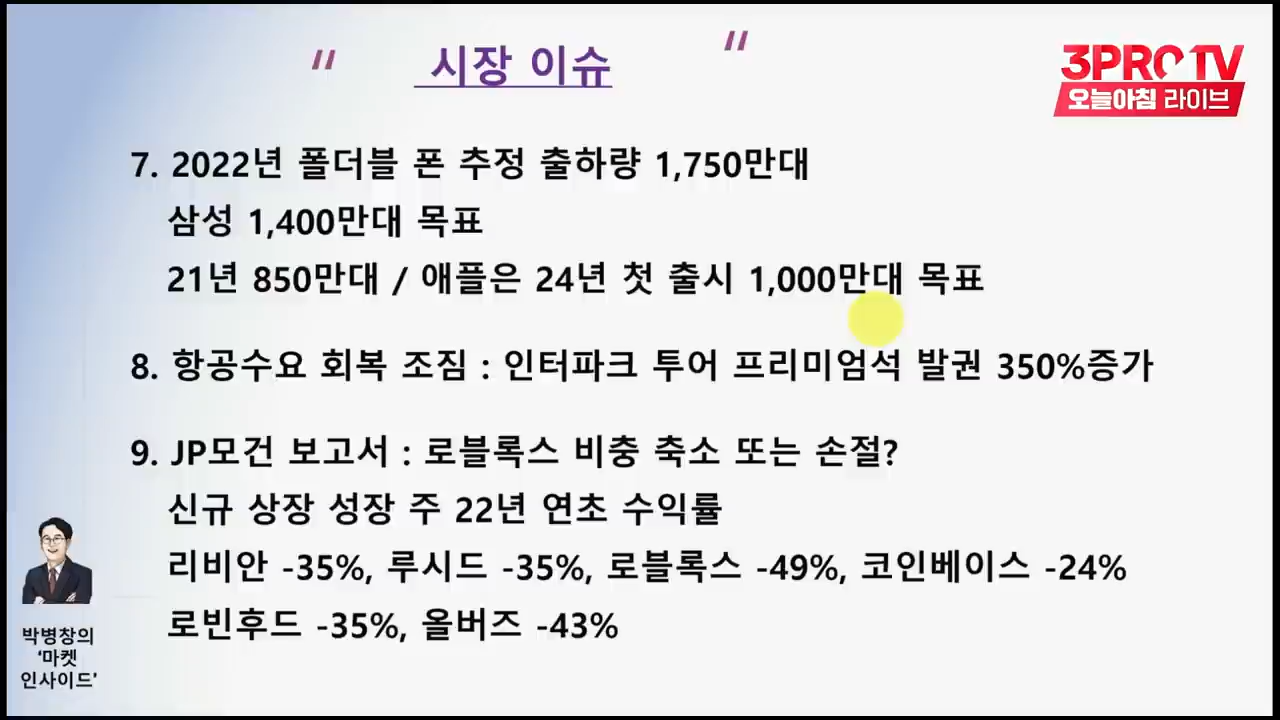 " 시장 이슈 "
3PRO TV
오늘아침 라이브
7. 2022년 폴더블 폰 추정 출하량 1,750만대
삼성 1,400만대 목표
21년 850만대 / 애플은 24년 첫 출시 1,000만대 목표
8. 항공수요 회복 조짐 : 인터파크 투어 프리미엄석 발권 350%증가
9. JP모건 보고서 : 로블록스 비충 축소 또는 손절?
신규 상장 성장 주 22년 연초 수익률
리비안 -35%, 루시드 -35%, 로블록스 -49%, 코인베이스 -24%
로빈후드 -35%, 올버즈 -43%
박병창의
‘마켓
인사이드’